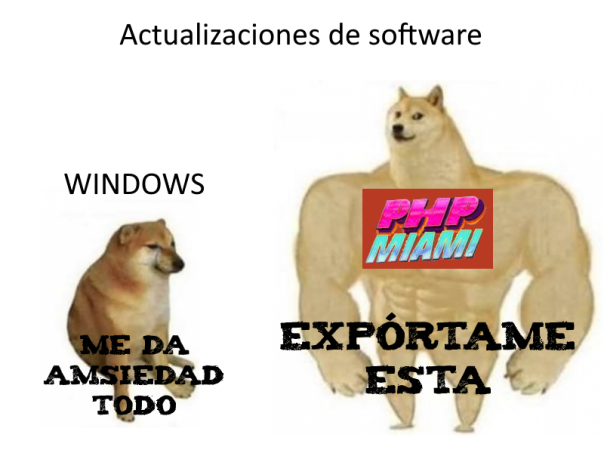 Actualizaciones de software
WINDOWS
ME DA
AMSIEDAD
TODO
PHP
MIAMI
EXPÓRTAME
ESTA